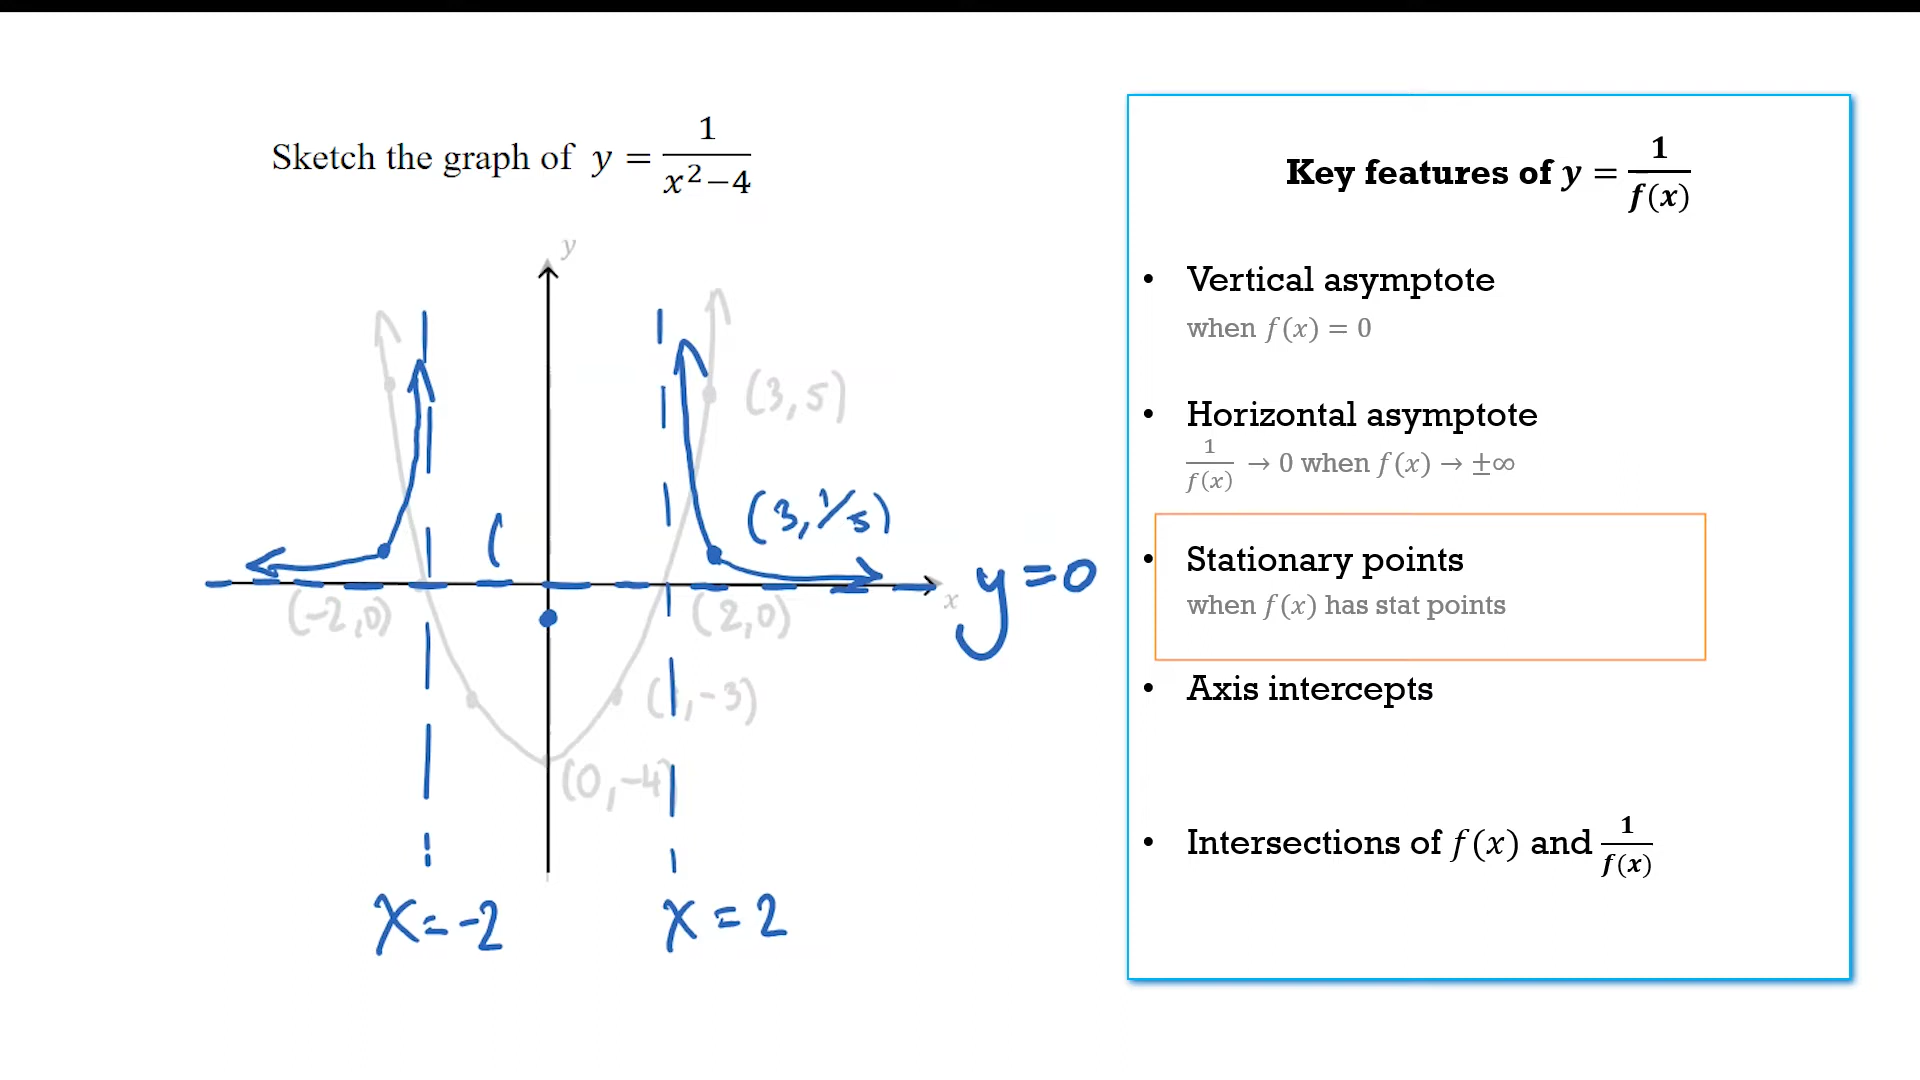 Sketch the graph of y = 1/(x²−4)
y
(3,5)
(3,1/5)
(
y=0
x
(-2,0)
(2,0)
(1,-3)
(0,-4)
x=-2
x=2
Key features of y = 1/f(x)
• Vertical asymptote
when f(x) = 0
• Horizontal asymptote
1/f(x) → 0 when f(x) → ±∞
• Stationary points
when f(x) has stat points
• Axis intercepts
• Intersections of f(x) and 1/f(x)